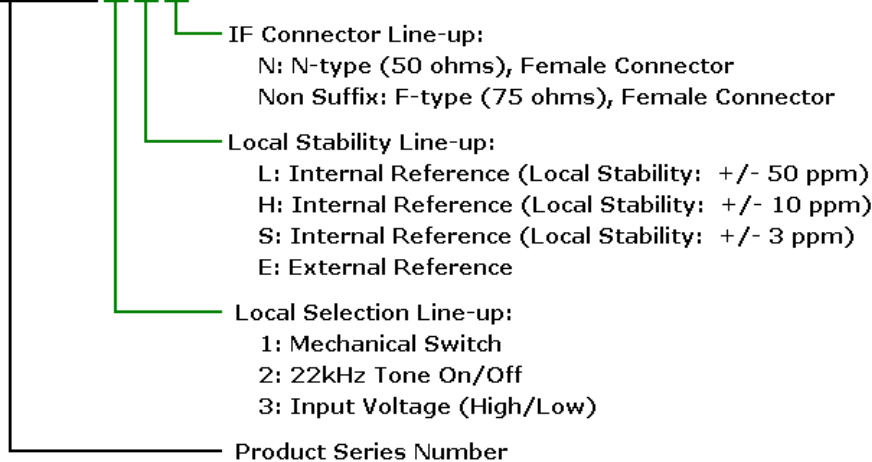 IF Connector Line-up:
N: N-type (50 ohms), Female Connector
Non Suffix: F-type (75 ohms), Female Connector
Local Stability Line-up:
L: Internal Reference (Local Stability: +/- 50 ppm)
H: Internal Reference (Local Stability: +/- 10 ppm)
S: Internal Reference (Local Stability: +/- 3 ppm)
E: External Reference
Local Selection Line-up:
1: Mechanical Switch
2: 22kHz Tone On/Off
3: Input Voltage (High/Low)
Product Series Number